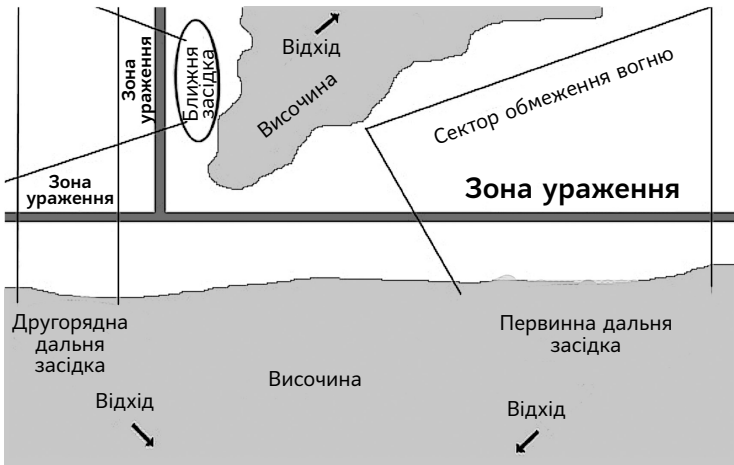 Відхід
Зона
ураження
Ближня
засідка
Височина
Сектор обмеження вогню
Зона
ураження
Зона ураження
Другорядна
дальня
засідка
Первинна дальня
засідка
Височина
Відхід
Відхід